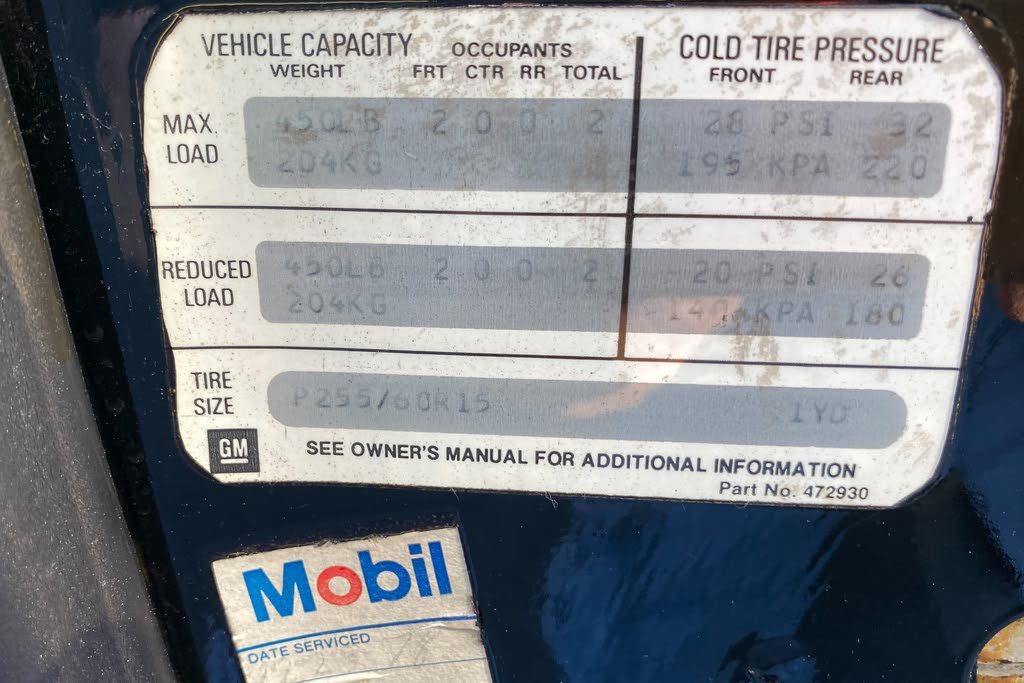 VEHICLE CAPACITY OCCUPANTS COLD TIRE PRESSURE
WEIGHT FRT CTR RR TOTAL FRONT REAR
MAX. LOAD 450LB 2 0 0 2 28 PSI 32
204KG 195 KPA 220
REDUCED LOAD 450LB 2 0 0 2 20 PSI 26
204KG 140 KPA 180
TIRE SIZE P255/60R15 1YD
GM SEE OWNER'S MANUAL FOR ADDITIONAL INFORMATION
Part No. 472930
Mobil
DATE SERVICED